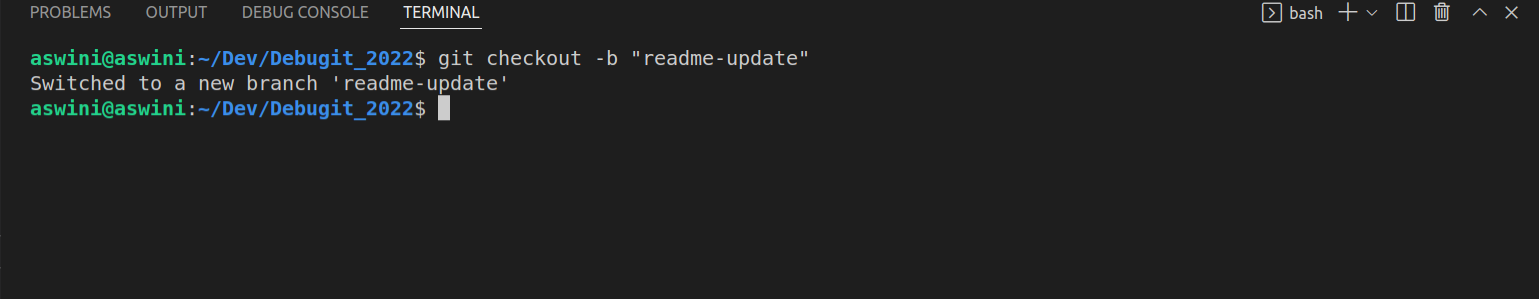 PROBLEMS OUTPUT DEBUG CONSOLE TERMINAL bash
aswini@aswini:~/Dev/Debugit_2022$ git checkout -b "readme-update"
Switched to a new branch 'readme-update'
aswini@aswini:~/Dev/Debugit_2022$